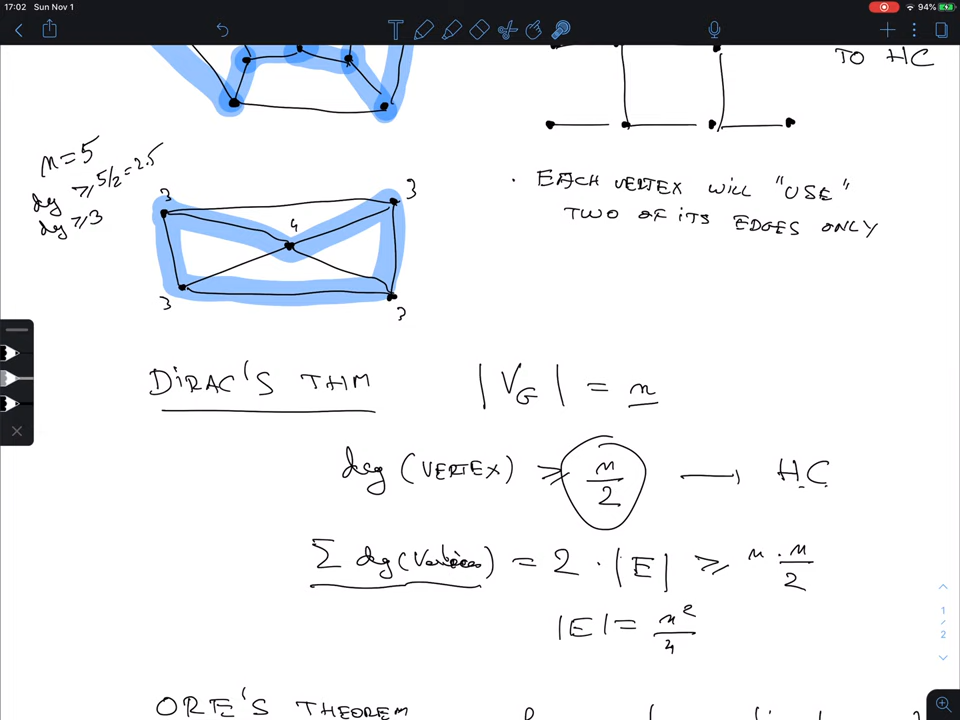 17:02 Sun Nov 1
94%
TO HC
n=5
deg ≥ 5/2=2.5
deg ≥ 3
3
3
4
3
3
· EACH VERTEX WILL "USE"
TWO OF ITS EDGES ONLY
DIRAC'S THM |V_G| = n
deg (VERTEX) ≥ n/2 → H.C.
Σ deg(Vertices) = 2 · |E| ≥ n · n/2
|E| = n²/4
1/2
ORE'S THEOREM